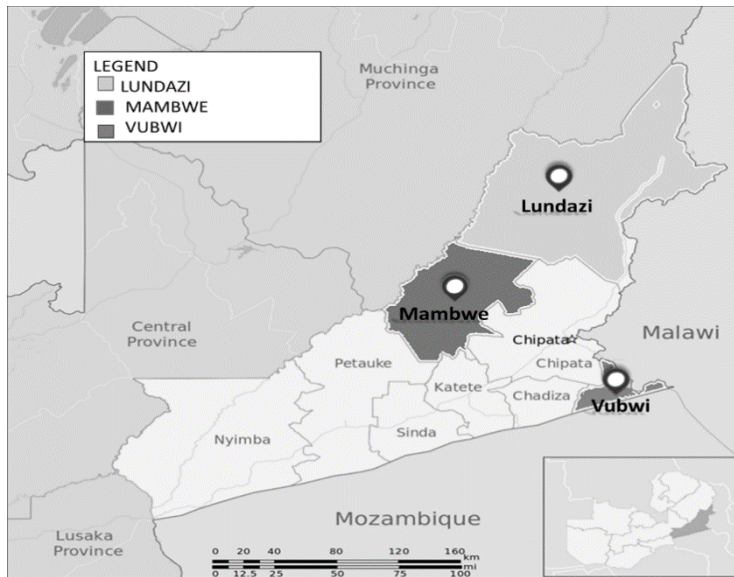 LEGEND
LUNDAZI
MAMBWE
VUBWI
Muchinga
Province
Lundazi
Mambwe
Central
Province
Chipata
Malawi
Petauke
Chipata
Katete
Chadiza
Vubwi
Nyimba
Sinda
Mozambique
Lusaka
Province
0 20 40 80 120 160
km
mi
0 12.5 25 50 75 100